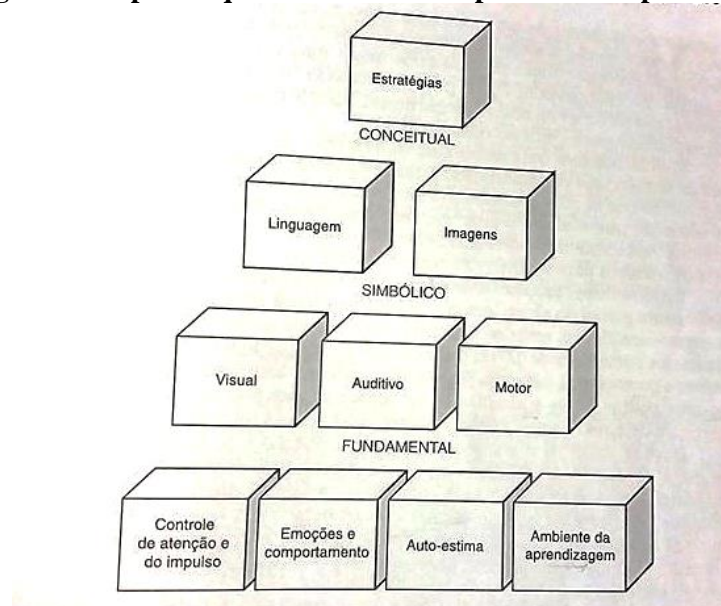 Estratégias
CONCEITUAL
Linguagem
Imagens
SIMBÓLICO
Visual
Auditivo
Motor
FUNDAMENTAL
Controle
de atenção e
do impulso
Emoções e
comportamento
Auto-estima
Ambiente da
aprendizagem